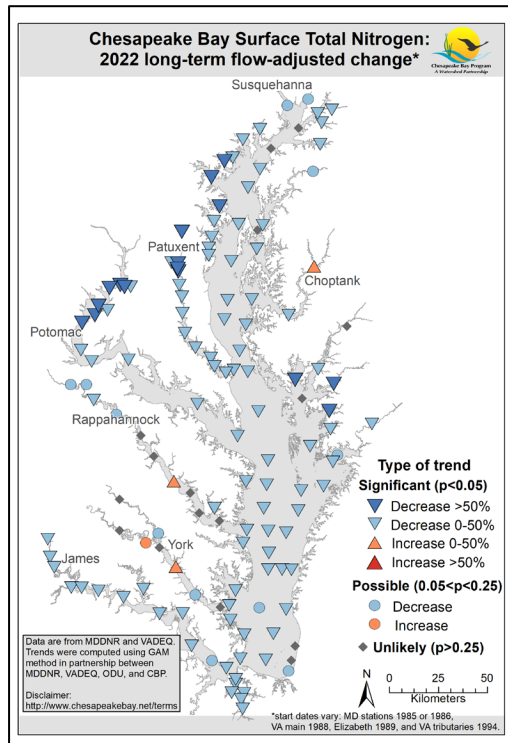 Chesapeake Bay Surface Total Nitrogen:
2022 long-term flow-adjusted change*
Chesapeake Bay Program
A Watershed Partnership
Susquehanna
Patuxent
Choptank
Potomac
Rappahannock
York
James
Type of trend
Significant (p<0.05)
Decrease >50%
Decrease 0-50%
Increase 0-50%
Increase >50%
Possible (0.05<p<0.25)
Decrease
Increase
Unlikely (p>0.25)
N
0 25 50
Kilometers
Data are from MDDNR and VADEQ.
Trends were computed using GAM
method in partnership between
MDDNR, VADEQ, ODU, and CBP.
Disclaimer:
http://www.chesapeakebay.net/terms
*start dates vary: MD stations 1985 or 1986,
VA main 1988, Elizabeth 1989, and VA tributaries 1994.